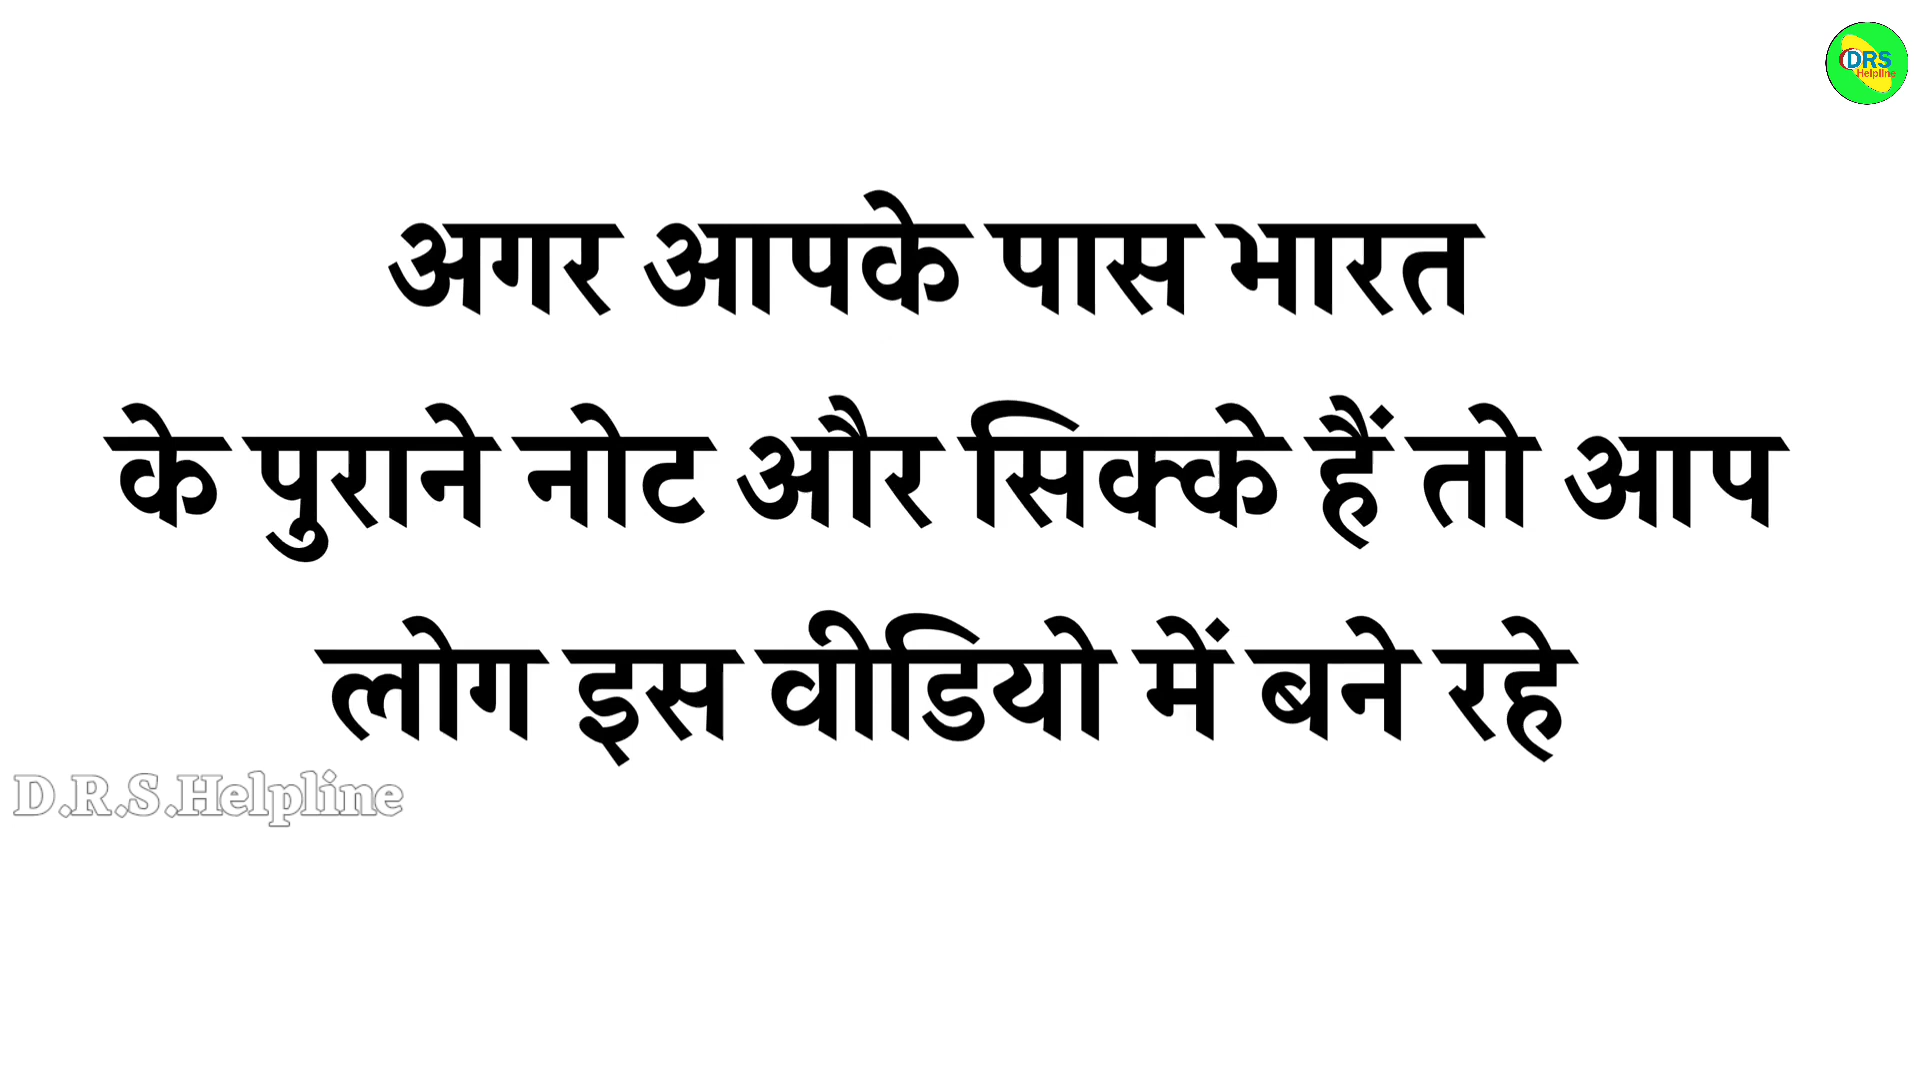 DRS
Helpline
अगर आपके पास भारत
के पुराने नोट और सिक्के हैं तो आप
लोग इस वीडियो में बने रहे
D.R.S.Helpline